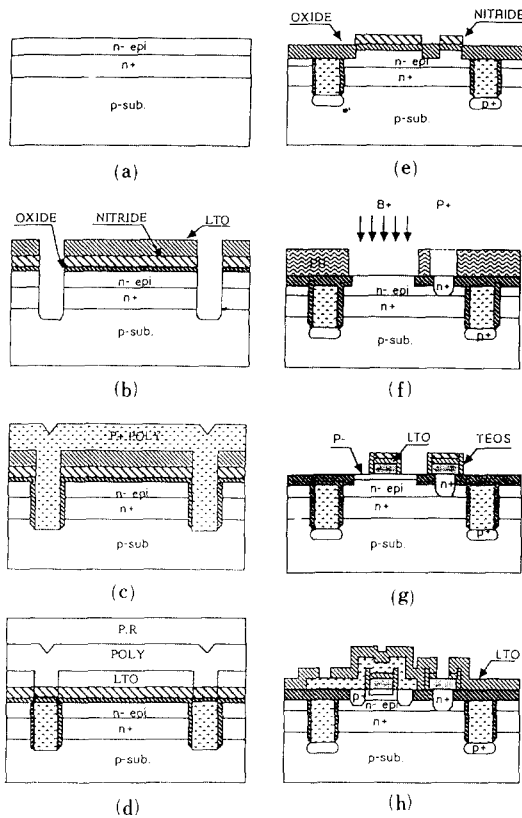 n- epi
n+
p-sub.
(a)
OXIDE
NITRIDE
LTO
n- epi
n+
p-sub.
(b)
P+ POLY
n- epi
n+
p-sub
(c)
P.R
POLY
LTO
n- epi
n+
p-sub.
(d)
OXIDE
NITRIDE
n- epi
n+
p+
p-sub.
(e)
B+
P+
n- epi
n+
n+
p+
p-sub.
(f)
LTO
TEOS
P-
n- epi
n+
n+
p+
p-sub.
(g)
LTO
p-
n- epi
n+
n+
p+
p-sub.
(h)